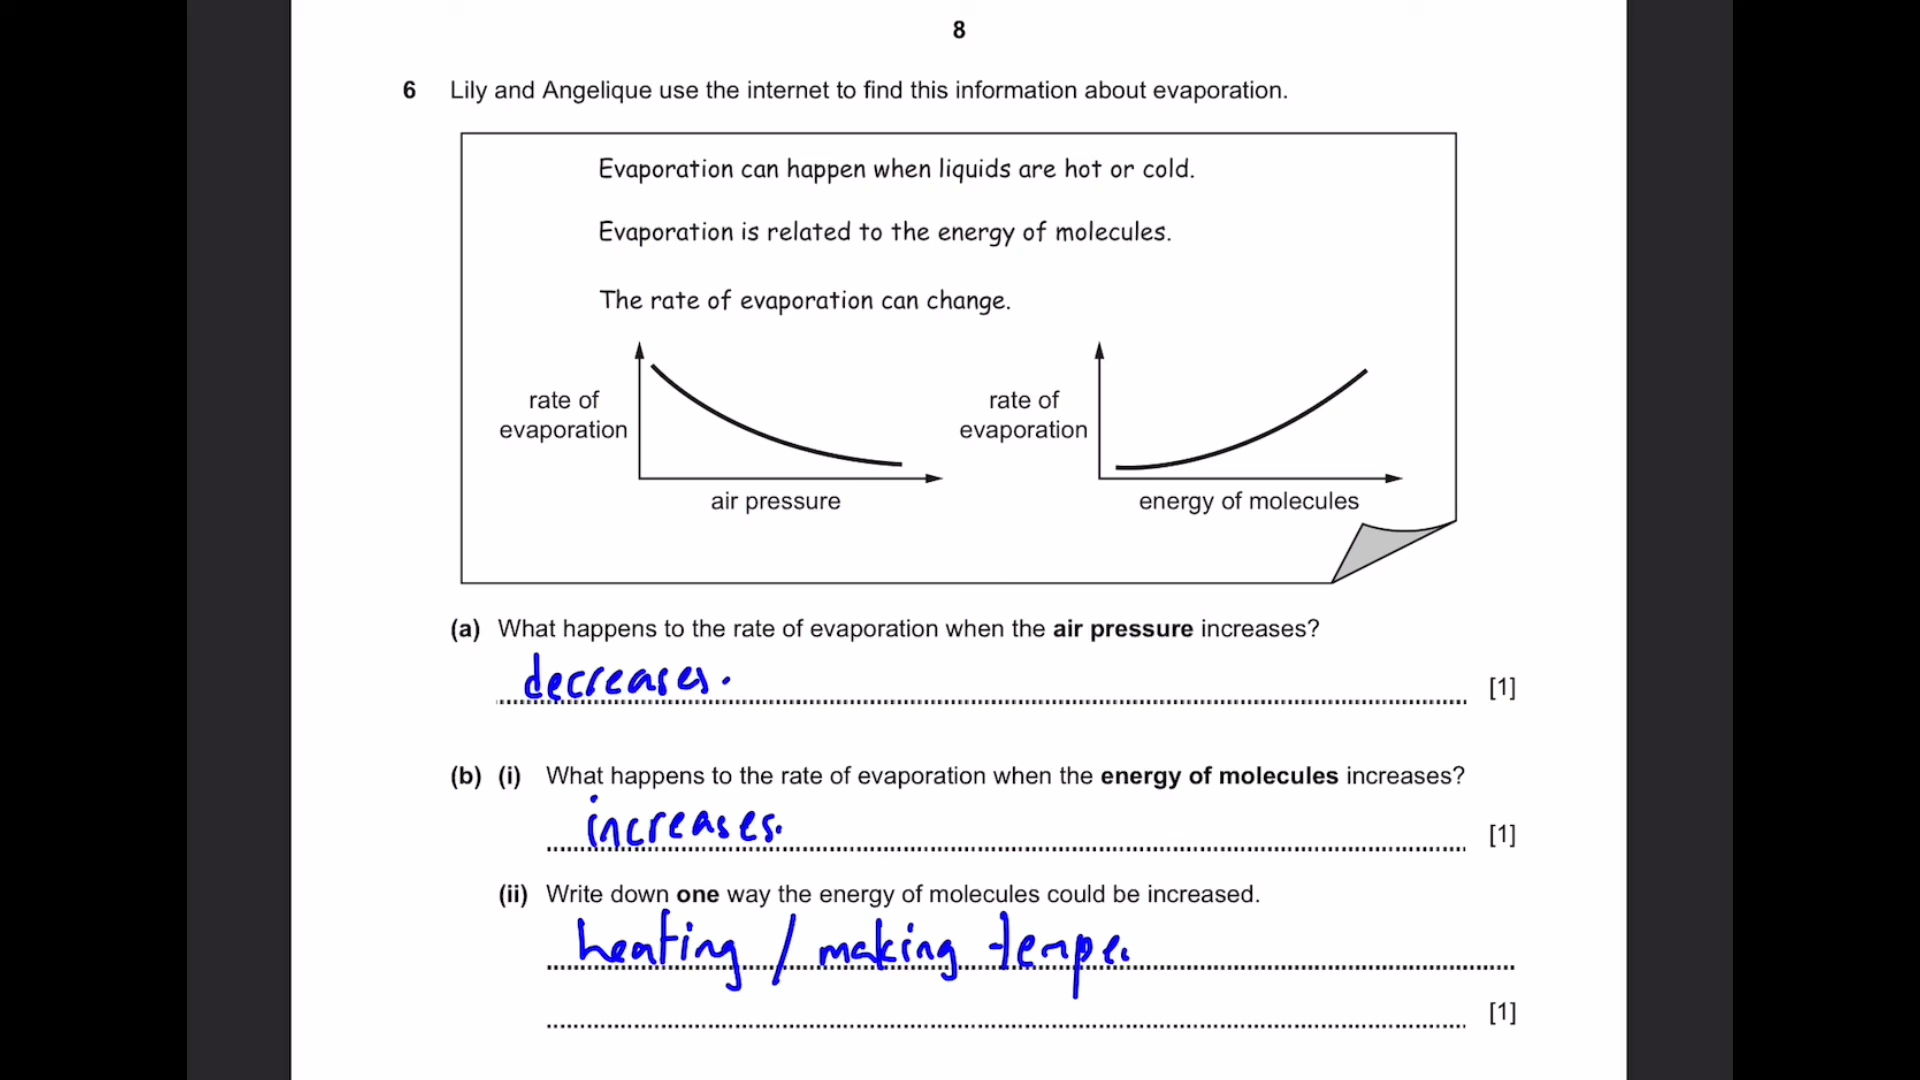 8
6 Lily and Angelique use the internet to find this information about evaporation.
Evaporation can happen when liquids are hot or cold.
Evaporation is related to the energy of molecules.
The rate of evaporation can change.
rate of
evaporation
air pressure
rate of
evaporation
energy of molecules
(a) What happens to the rate of evaporation when the air pressure increases?
decreases. [1]
(b) (i) What happens to the rate of evaporation when the energy of molecules increases?
increases. [1]
(ii) Write down one way the energy of molecules could be increased.
heating / making tempe
[1]